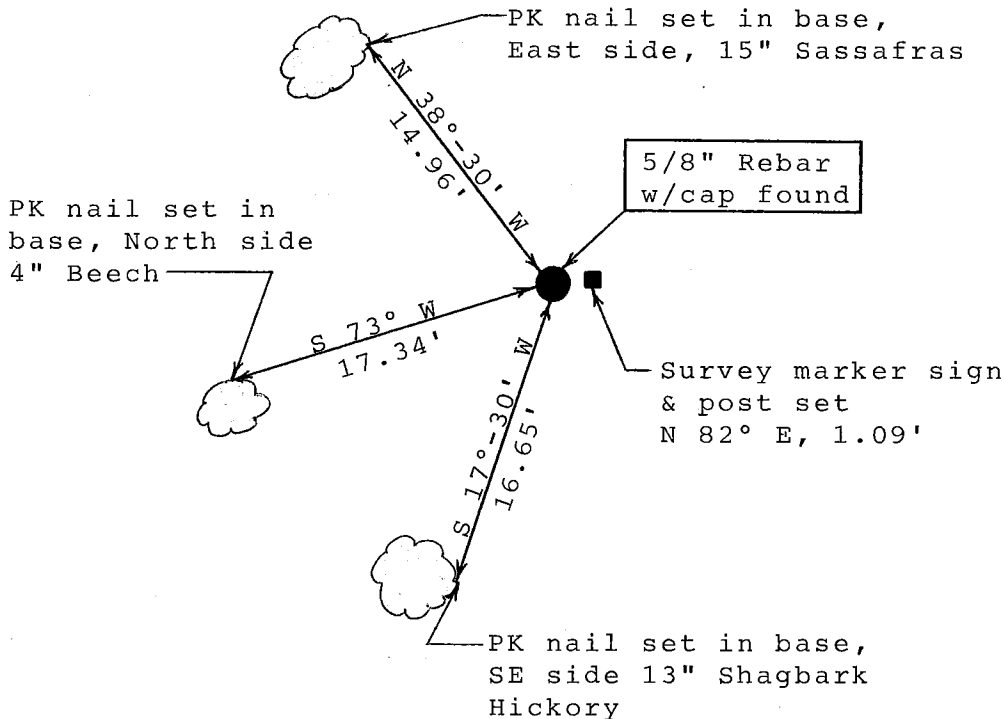 PK nail set in base,
East side, 15" Sassafras
N 38°-30' W
14.96'
5/8" Rebar
w/cap found
PK nail set in
base, North side
4" Beech
S 73° W
17.34'
S 17°-30' W
16.65'
Survey marker sign
& post set
N 82° E, 1.09'
PK nail set in base,
SE side 13" Shagbark
Hickory